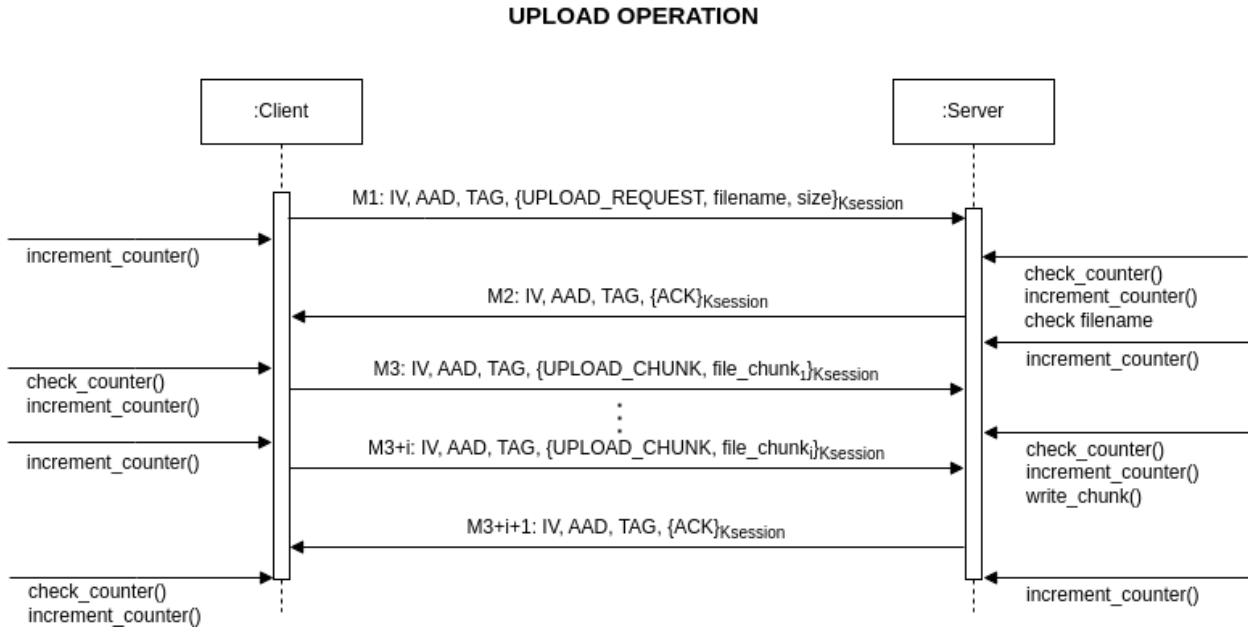 UPLOAD OPERATION
:Client
:Server
M1: IV, AAD, TAG, {UPLOAD_REQUEST, filename, size}Ksession
increment_counter()
check_counter()
increment_counter()
check filename
M2: IV, AAD, TAG, {ACK}Ksession
increment_counter()
check_counter()
increment_counter()
M3: IV, AAD, TAG, {UPLOAD_CHUNK, file_chunk1}Ksession
increment_counter()
M3+i: IV, AAD, TAG, {UPLOAD_CHUNK, file_chunki}Ksession
check_counter()
increment_counter()
write_chunk()
M3+i+1: IV, AAD, TAG, {ACK}Ksession
check_counter()
increment_counter()
increment_counter()